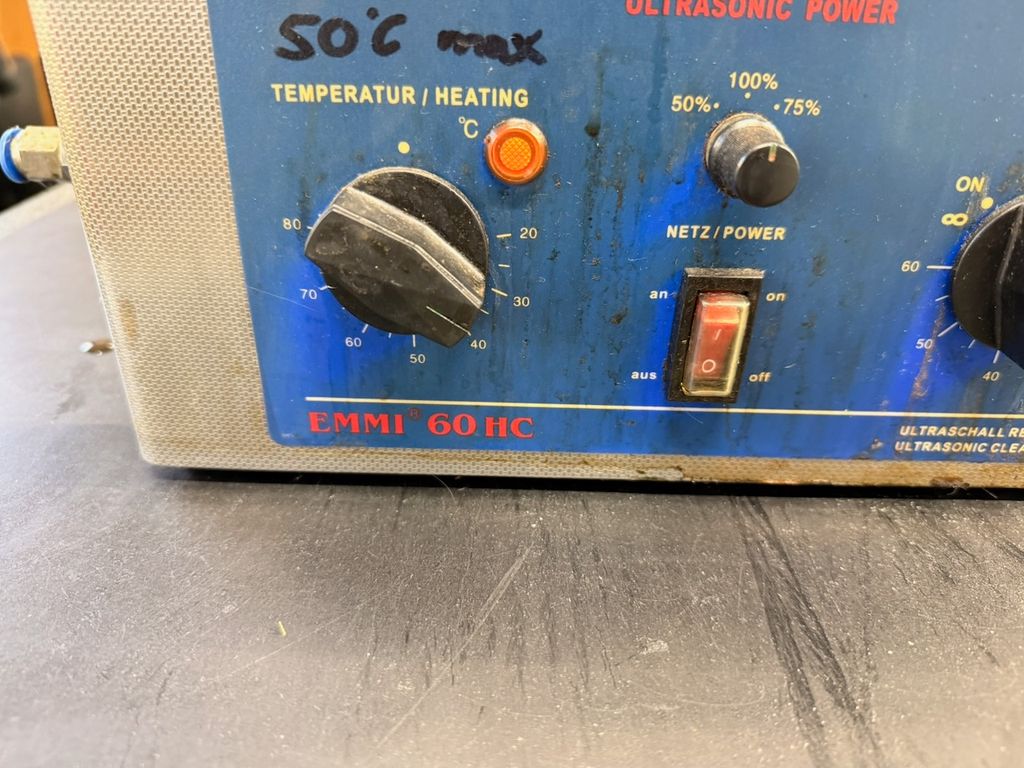 ULTRASONIC POWER
50°C max
TEMPERATUR / HEATING
°C
80
70
60
50
40
30
20
50%
100%
75%
NETZ / POWER
an
on
aus
off
I
O
ON
∞
60
50
40
EMMI® 60 HC
ULTRASCHALL RE
ULTRASONIC CLEA